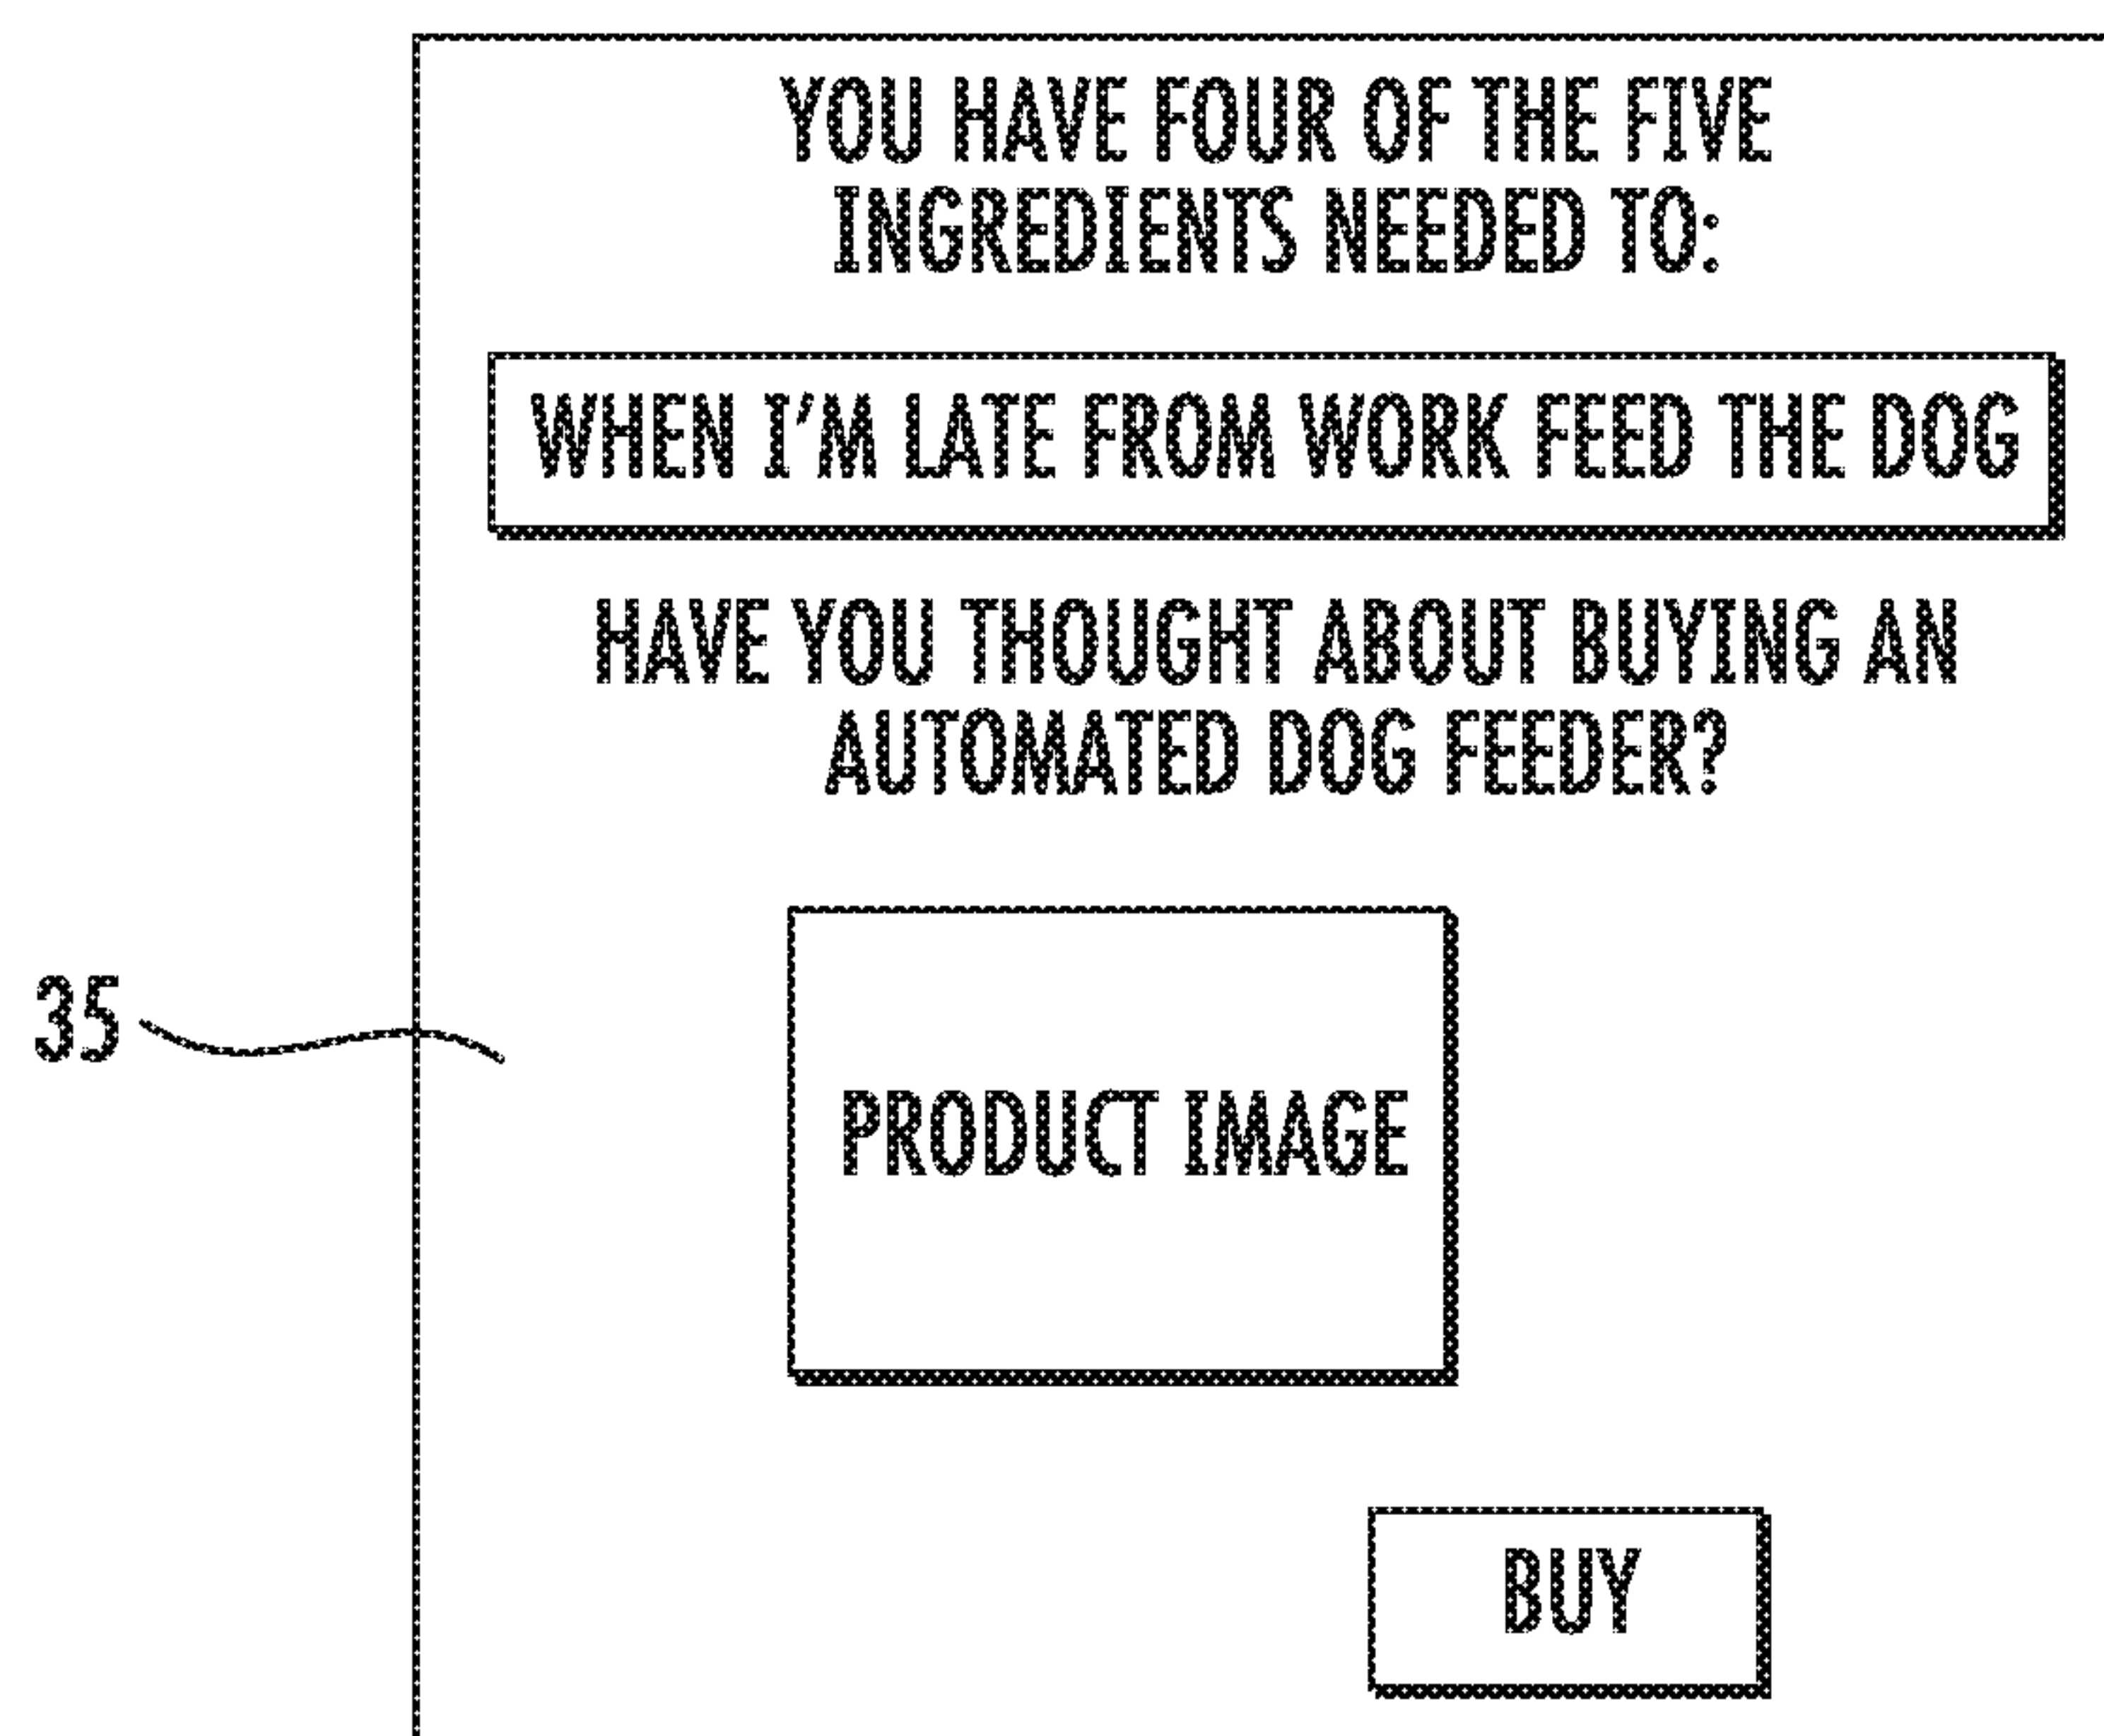 YOU HAVE FOUR OF THE FIVE
INGREDIENTS NEEDED TO:
WHEN I'M LATE FROM WORK FEED THE DOG
HAVE YOU THOUGHT ABOUT BUYING AN
AUTOMATED DOG FEEDER?
35
PRODUCT IMAGE
BUY